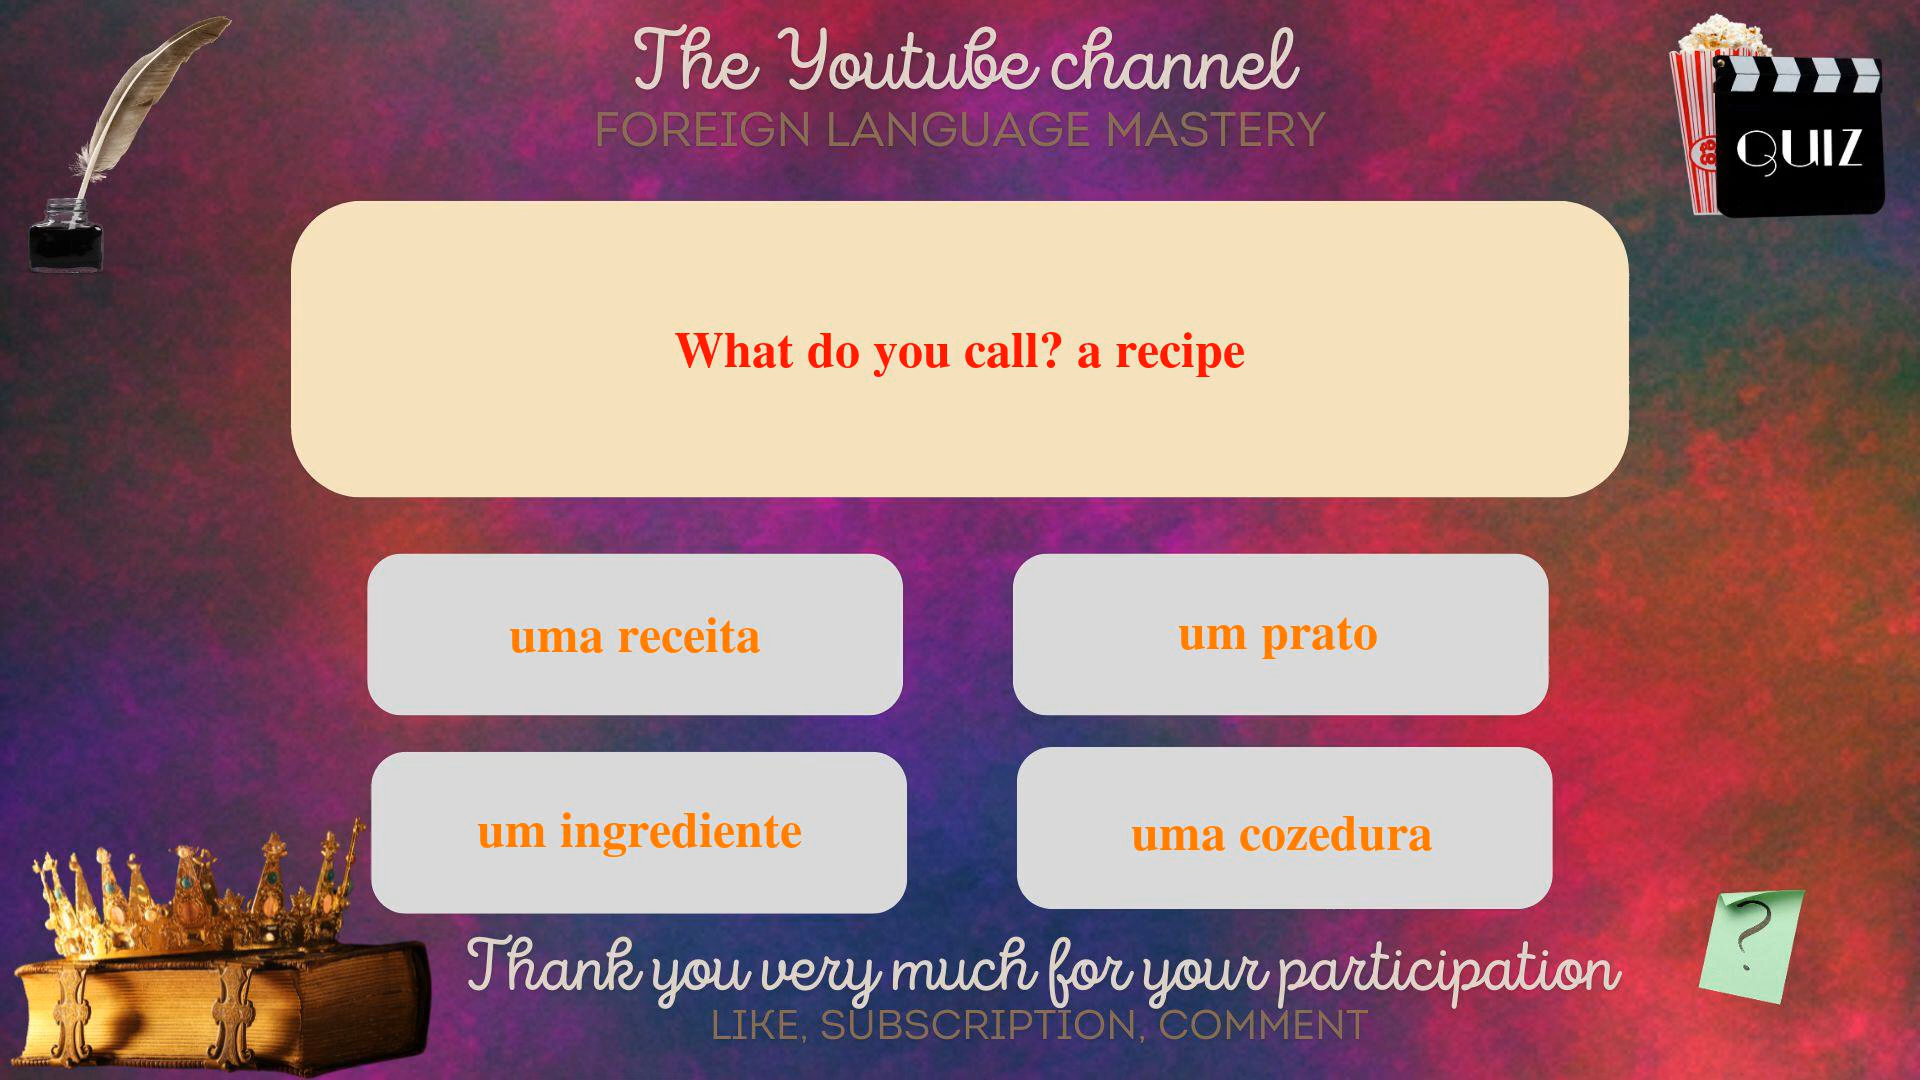 The Youtube channel
FOREIGN LANGUAGE MASTERY
QUIZ
88
What do you call? a recipe
uma receita
um prato
um ingrediente
uma cozedura
?
Thank you very much for your participation
LIKE, SUBSCRIPTION, COMMENT